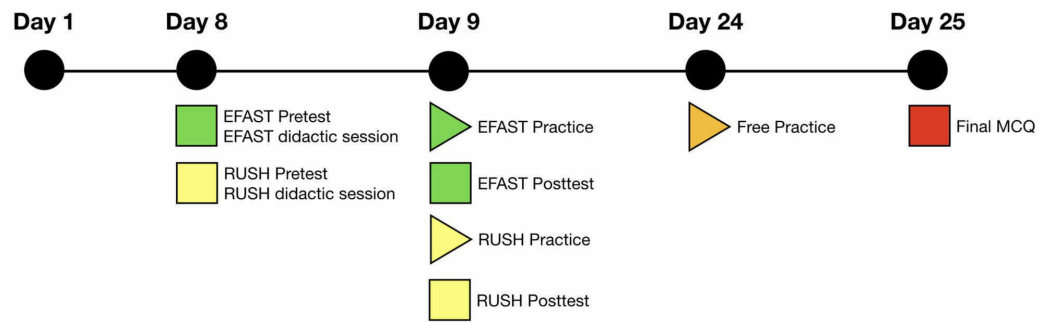 Day 1
Day 8
Day 9
Day 24
Day 25
EFAST Pretest
EFAST didactic session
RUSH Pretest
RUSH didactic session
EFAST Practice
EFAST Posttest
RUSH Practice
RUSH Posttest
Free Practice
Final MCQ